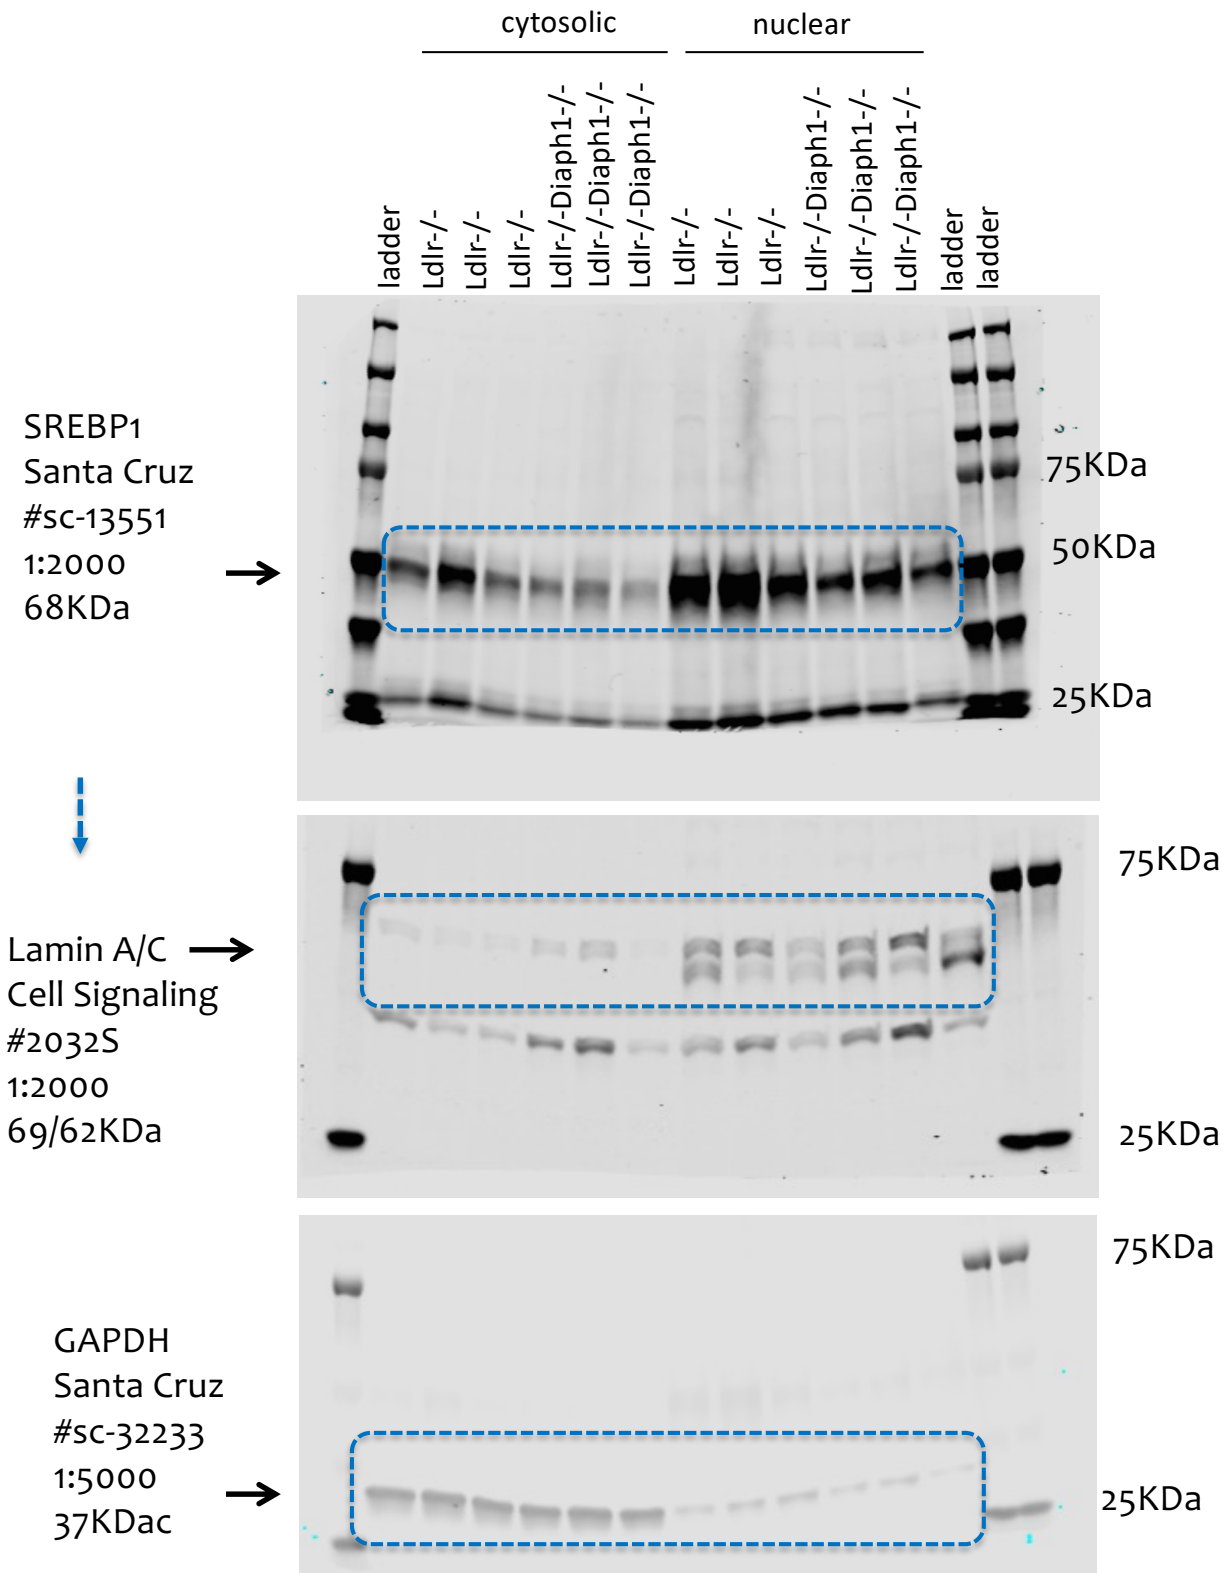 cytosolic nuclear
ladder
Ldlr-/-
Ldlr-/-
Ldlr-/-
Ldlr-/-Diaph1-/-
Ldlr-/-Diaph1-/-
Ldlr-/-Diaph1-/-
Ldlr-/-
Ldlr-/-
Ldlr-/-
Ldlr-/-Diaph1-/-
Ldlr-/-Diaph1-/-
Ldlr-/-Diaph1-/-
ladder
ladder
SREBP1
Santa Cruz
#sc-13551
1:2000
68KDa
75KDa
50KDa
25KDa
Lamin A/C
Cell Signaling
#2032S
1:2000
69/62KDa
75KDa
25KDa
GAPDH
Santa Cruz
#sc-32233
1:5000
37KDac
75KDa
25KDa